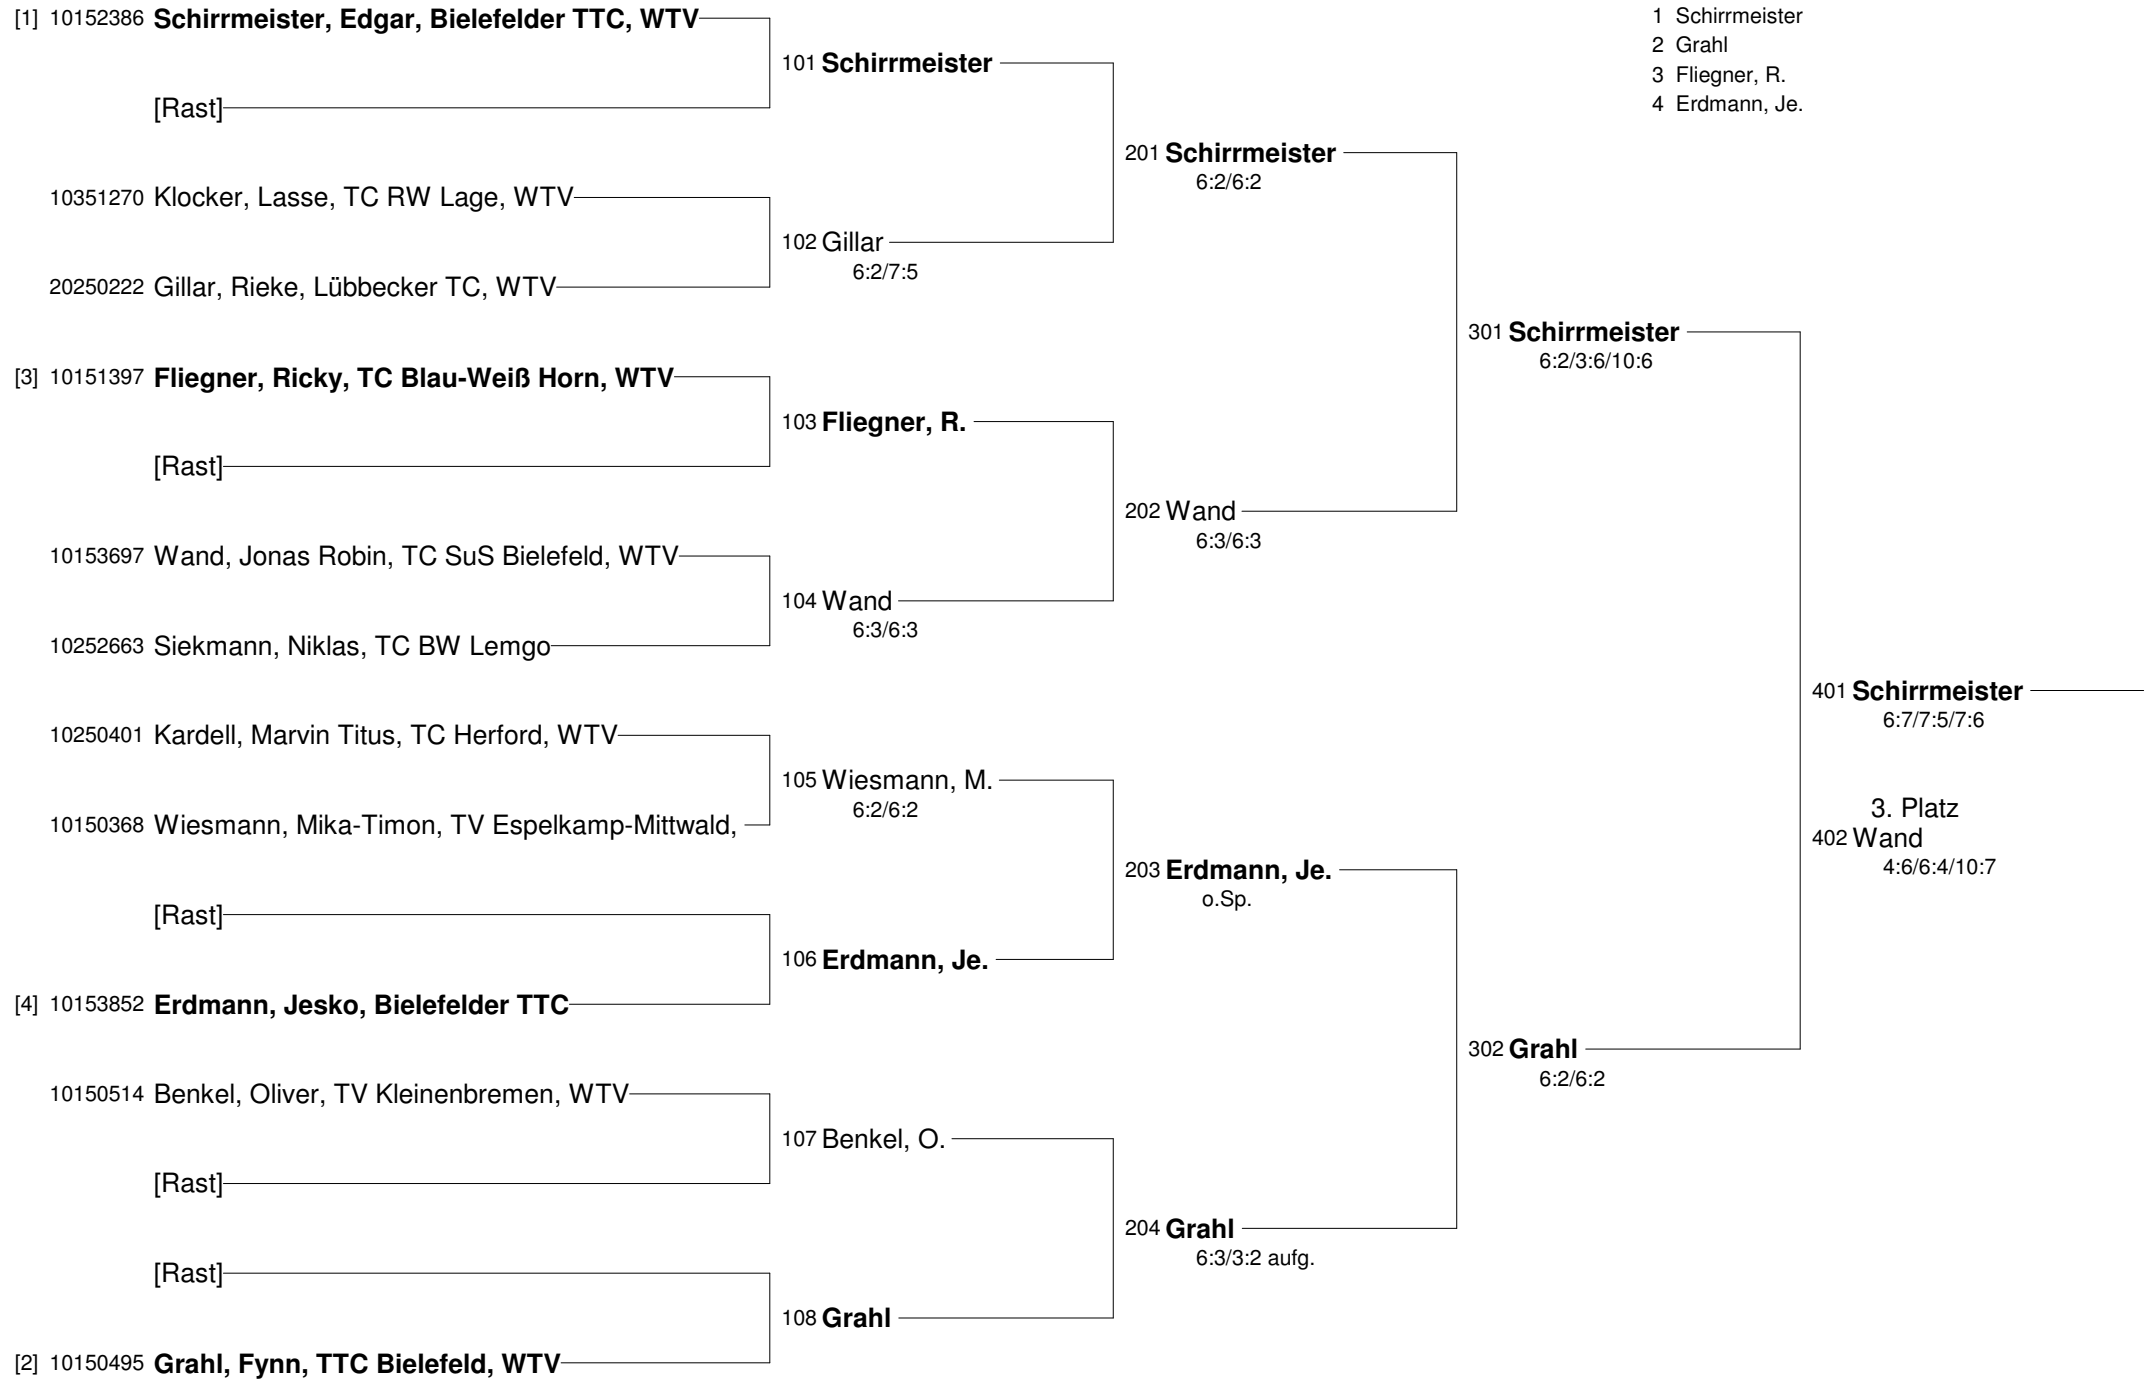 [1] 10152386 Schirrmeister, Edgar, Bielefelder TTC, WTV
[Rast]
10351270 Klocker, Lasse, TC RW Lage, WTV
20250222 Gillar, Rieke, Lübbecker TC, WTV
[3] 10151397 Fliegner, Ricky, TC Blau-Weiß Horn, WTV
[Rast]
10153697 Wand, Jonas Robin, TC SuS Bielefeld, WTV
10252663 Siekmann, Niklas, TC BW Lemgo
10250401 Kardell, Marvin Titus, TC Herford, WTV
10150368 Wiesmann, Mika-Timon, TV Espelkamp-Mittwald,
[Rast]
[4] 10153852 Erdmann, Jesko, Bielefelder TTC
10150514 Benkel, Oliver, TV Kleinenbremen, WTV
[Rast]
[Rast]
[2] 10150495 Grahl, Fynn, TTC Bielefeld, WTV
101 Schirrmeister
102 Gillar
6:2/7:5
103 Fliegner, R.
104 Wand
6:3/6:3
105 Wiesmann, M.
6:2/6:2
106 Erdmann, Je.
107 Benkel, O.
108 Grahl
201 Schirrmeister
6:2/6:2
202 Wand
6:3/6:3
203 Erdmann, Je.
o.Sp.
204 Grahl
6:3/3:2 aufg.
301 Schirrmeister
6:2/3:6/10:6
302 Grahl
6:2/6:2
401 Schirrmeister
6:7/7:5/7:6
3. Platz
402 Wand
4:6/6:4/10:7
1 Schirrmeister
2 Grahl
3 Fliegner, R.
4 Erdmann, Je.